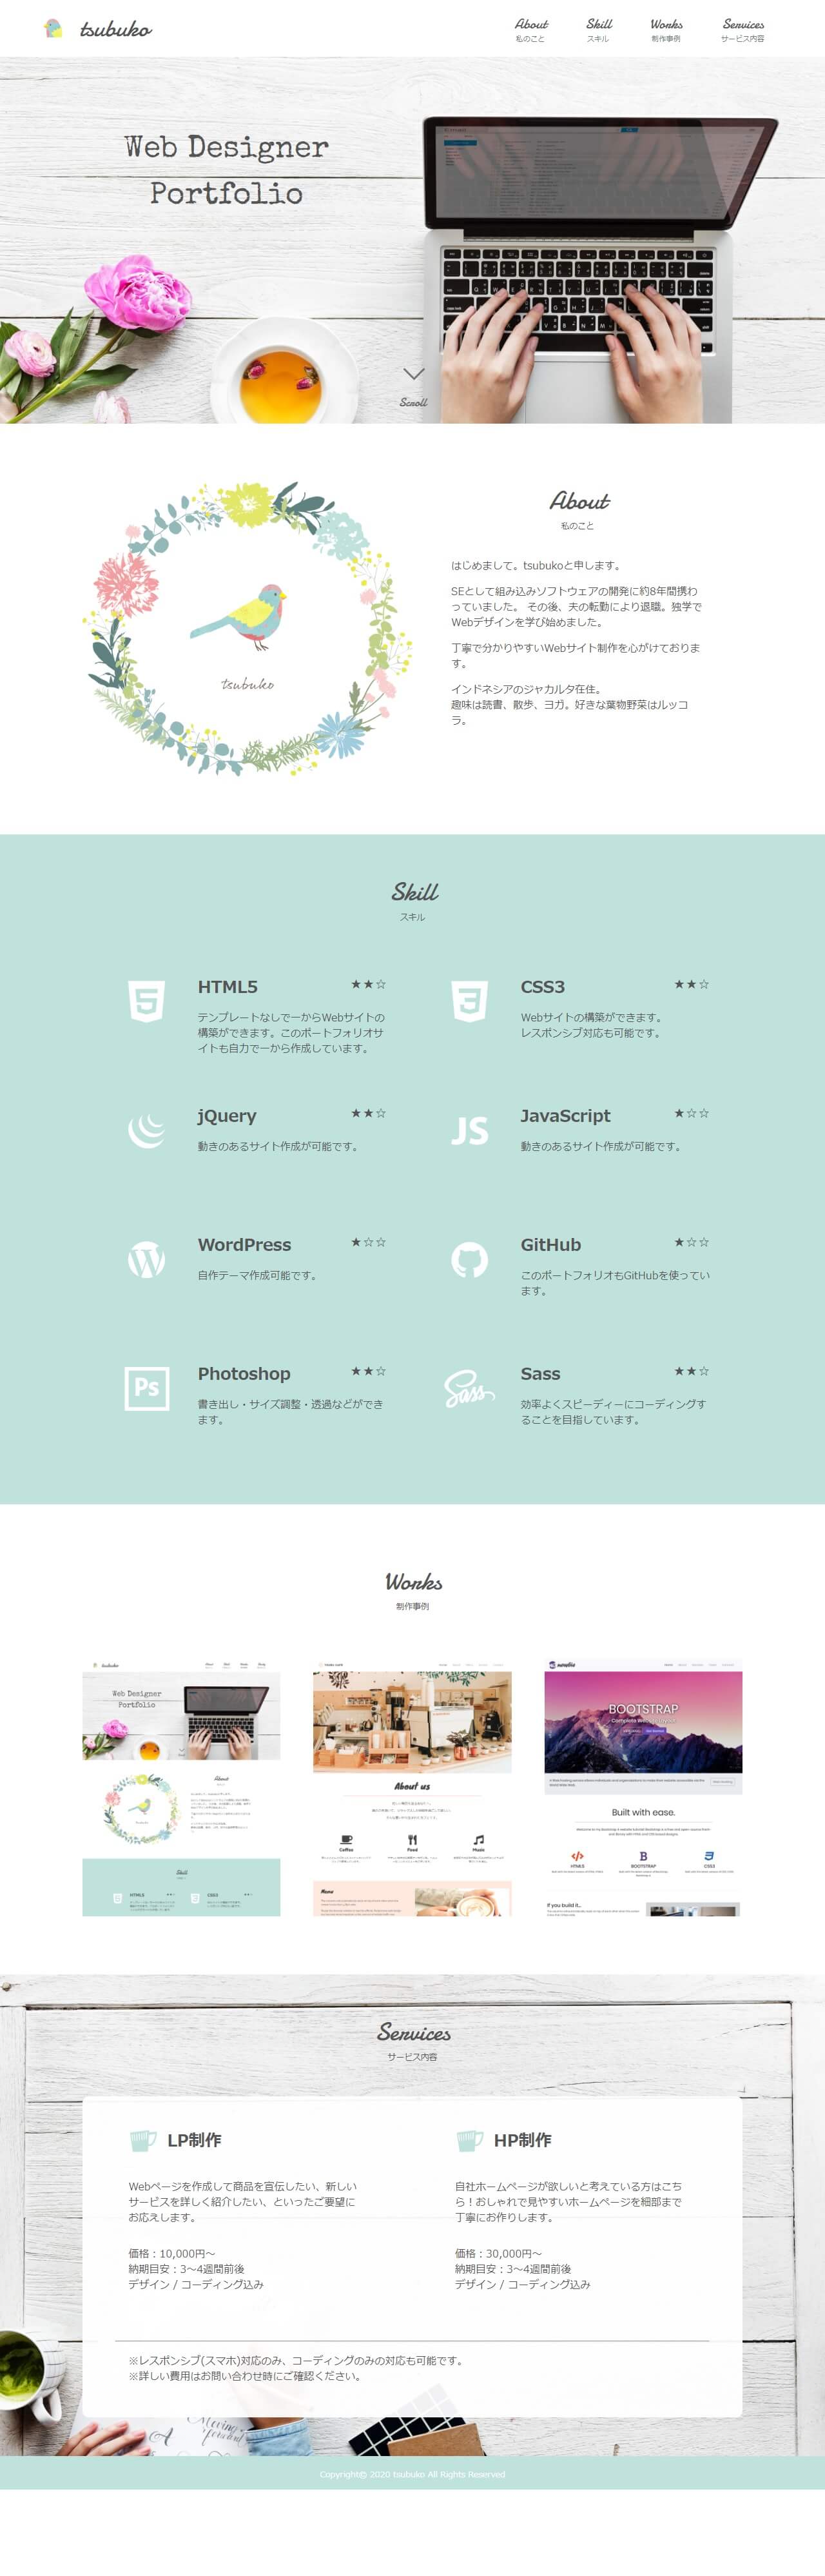 tsubuko
About
私のこと
Skill
スキル
Works
制作事例
Services
サービス内容
Web Designer
Portfolio
Scroll
tsubuko
About
私のこと
はじめまして。tsubukoと申します。
SEとして組み込みソフトウェアの開発に約8年間携わ
っていました。 その後、夫の転勤により退職。独学で
Webデザインを学び始めました。
丁寧で分かりやすいWebサイト制作を心がけておりま
す。
インドネシアのジャカルタ在住。
趣味は読書、散歩、ヨガ。好きな葉物野菜はルッコ
ラ。
Skill
スキル
HTML5 ★★☆
テンプレートなしで一からWebサイトの
構築ができます。このポートフォリオサ
イトも自力で一から作成しています。
CSS3 ★★☆
Webサイトの構築ができます。
レスポンシブ対応も可能です。
jQuery ★★☆
動きのあるサイト作成が可能です。
JS
JavaScript ★☆☆
動きのあるサイト作成が可能です。
WordPress ★☆☆
自作テーマ作成可能です。
GitHub ★☆☆
このポートフォリオもGitHubを使ってい
ます。
Ps
Photoshop ★★☆
書き出し・サイズ調整・透過などができ
ます。
Sass
Sass ★★☆
効率よくスピーディーにコーディングす
ることを目指しています。
Works
制作事例
Web Designer
Portfolio
About
Skill
HTML5
CSS3
About us
Coffee
Food
Music
Menu
BOOTSTRAP
Complete Website Layout
Built with ease.
HTML5
BOOTSTRAP
CSS3
If you build it...
Services
サービス内容
LP制作
Webページを作成して商品を宣伝したい、新しい
サービスを詳しく紹介したい、といったご要望に
お応えします。
価格：10,000円〜
納期目安：3〜4週間前後
デザイン / コーディング込み
HP制作
自社ホームページが欲しいと考えている方はこち
ら！おしゃれで見やすいホームページを細部まで
丁寧にお作りします。
価格：30,000円〜
納期目安：3〜4週間前後
デザイン / コーディング込み
※レスポンシブ(スマホ)対応のみ、コーディングのみの対応も可能です。
※詳しい費用はお問い合わせ時にご確認ください。
Moving
forward
Copyright© 2020 tsubuko All Rights Reserved